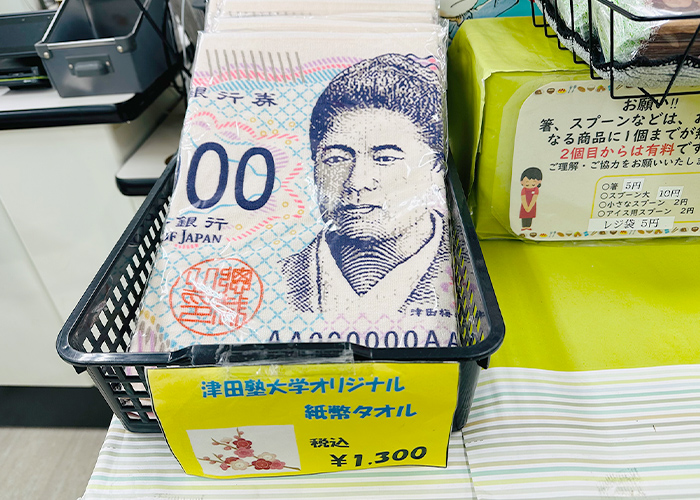 行券
00
銀行
OF JAPAN
津田梅
AA000000AA
津田塾大学オリジナル
紙幣タオル
税込
¥1,300
お願い!!
箸、スプーンなどは、お
なる商品に1個までが
2個目からは有料です
ご理解・ご協力をお願いいたし
○箸 5円
○スプーン大 10円
○小さなスプーン 2円
○アイス用スプーン 2円
レジ袋 5円